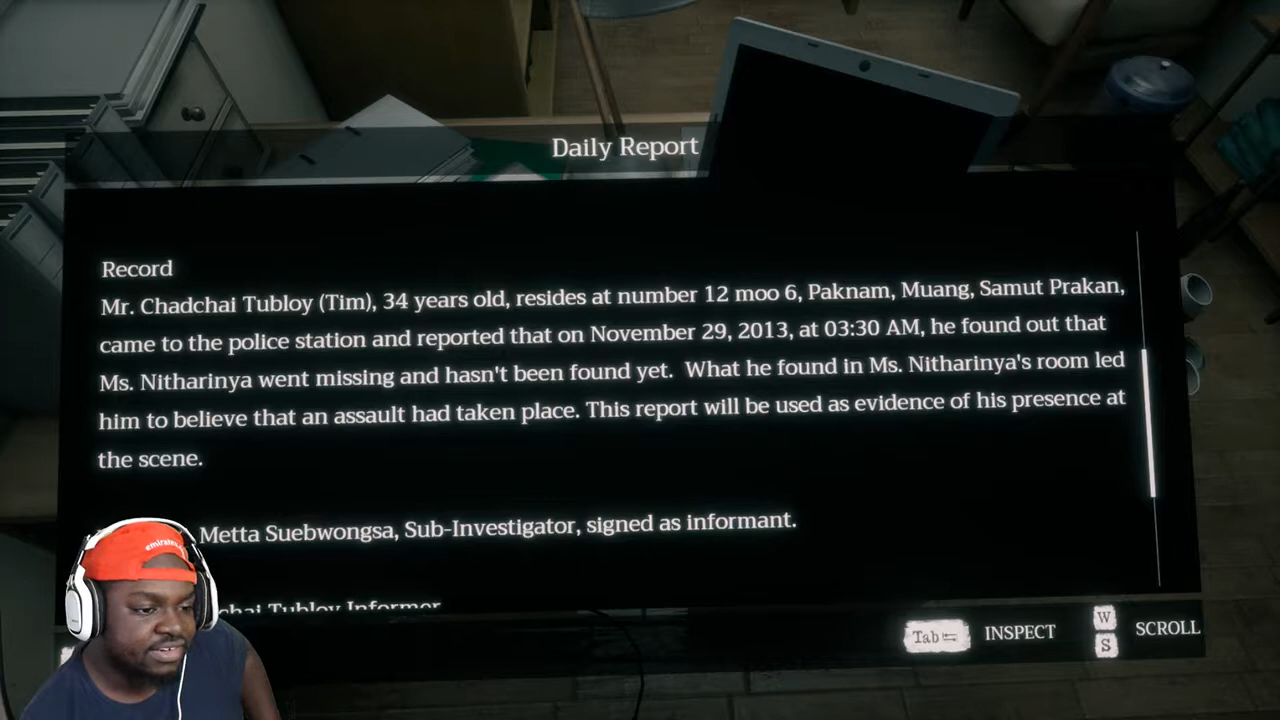 Daily Report
Record
Mr. Chadchai Tubloy (Tim), 34 years old, resides at number 12 moo 6, Paknam, Muang, Samut Prakan,
came to the police station and reported that on November 29, 2013, at 03:30 AM, he found out that
Ms. Nitharinya went missing and hasn't been found yet. What he found in Ms. Nitharinya's room led
him to believe that an assault had taken place. This report will be used as evidence of his presence at
the scene.
Metta Suebwongsa, Sub-Investigator, signed as informant.
chai Tubloy Informer
Tab INSPECT
W
S
SCROLL